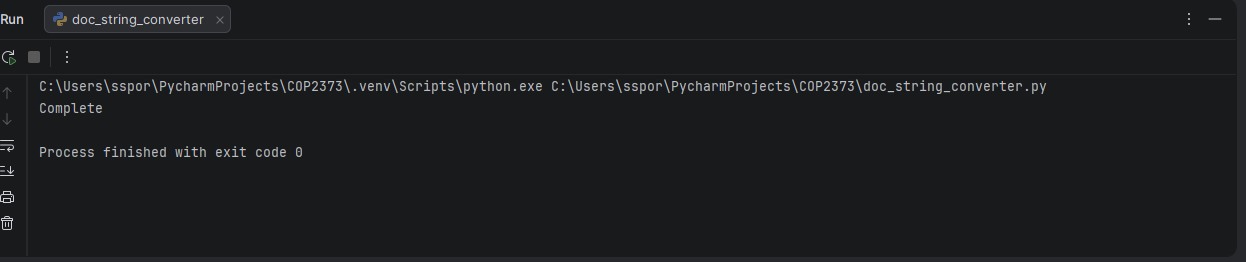 Run doc_string_converter
C:\Users\sspor\PycharmProjects\COP2373\.venv\Scripts\python.exe C:\Users\sspor\PycharmProjects\COP2373\doc_string_converter.py
Complete
Process finished with exit code 0